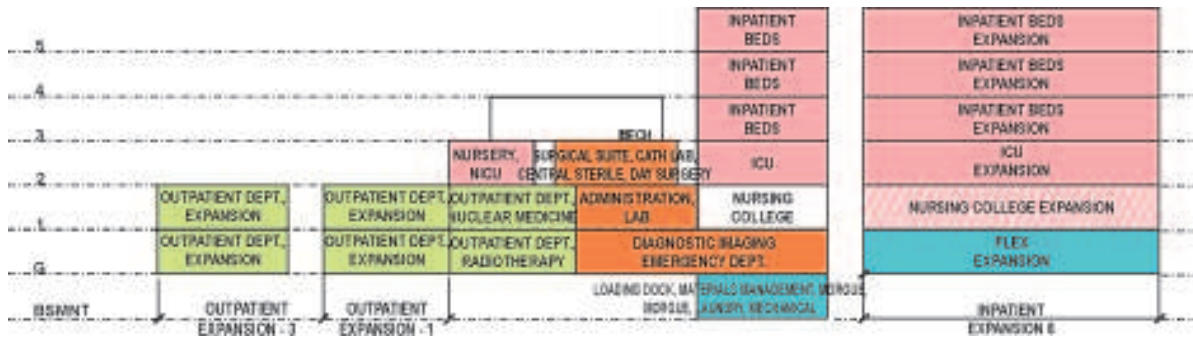 INPATIENT
BEDS
INPATIENT BEDS
EXPANSION
5
INPATIENT
BEDS
INPATIENT BEDS
EXPANSION
4
INPATIENT
BEDS
INPATIENT BEDS
EXPANSION
MECH
3
NURSERY,
NICU
SURGICAL SUITE, CATH LAB,
CENTRAL STERILE, DAY SURGERY
ICU
ICU
EXPANSION
2
OUTPATIENT DEPT,
EXPANSION
OUTPATIENT DEPT,
EXPANSION
OUTPATIENT DEPT,
NUCLEAR MEDICINE
ADMINISTRATION,
LAB
NURSING
COLLEGE
NURSING COLLEGE EXPANSION
1
OUTPATIENT DEPT,
EXPANSION
OUTPATIENT DEPT,
EXPANSION
OUTPATIENT DEPT,
RADIOTHERAPY
DIAGNOSTIC IMAGING
EMERGENCY DEPT.
FLEX
EXPANSION
G
LOADING DOCK, MATERIALS MANAGEMENT, MORGUE
MORGUE, LAUNDRY, MECHANICAL
BSMNT
OUTPATIENT
EXPANSION - 3
OUTPATIENT
EXPANSION - 1
INPATIENT
EXPANSION